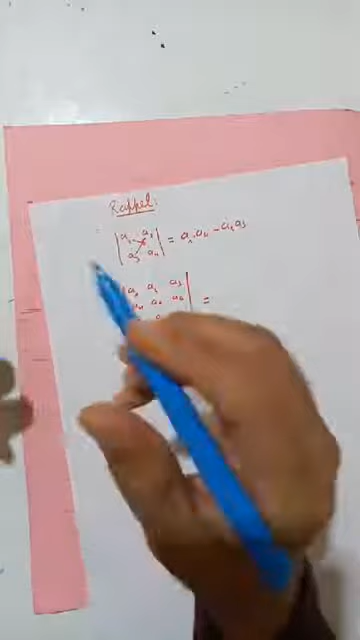 Rappel:
| a₁ a₂ | = a₁a₄ - a₂a₃
| a₃ a₄ |
| a₁ a₂ a₃ |
a₄ a₅ a₆ | =